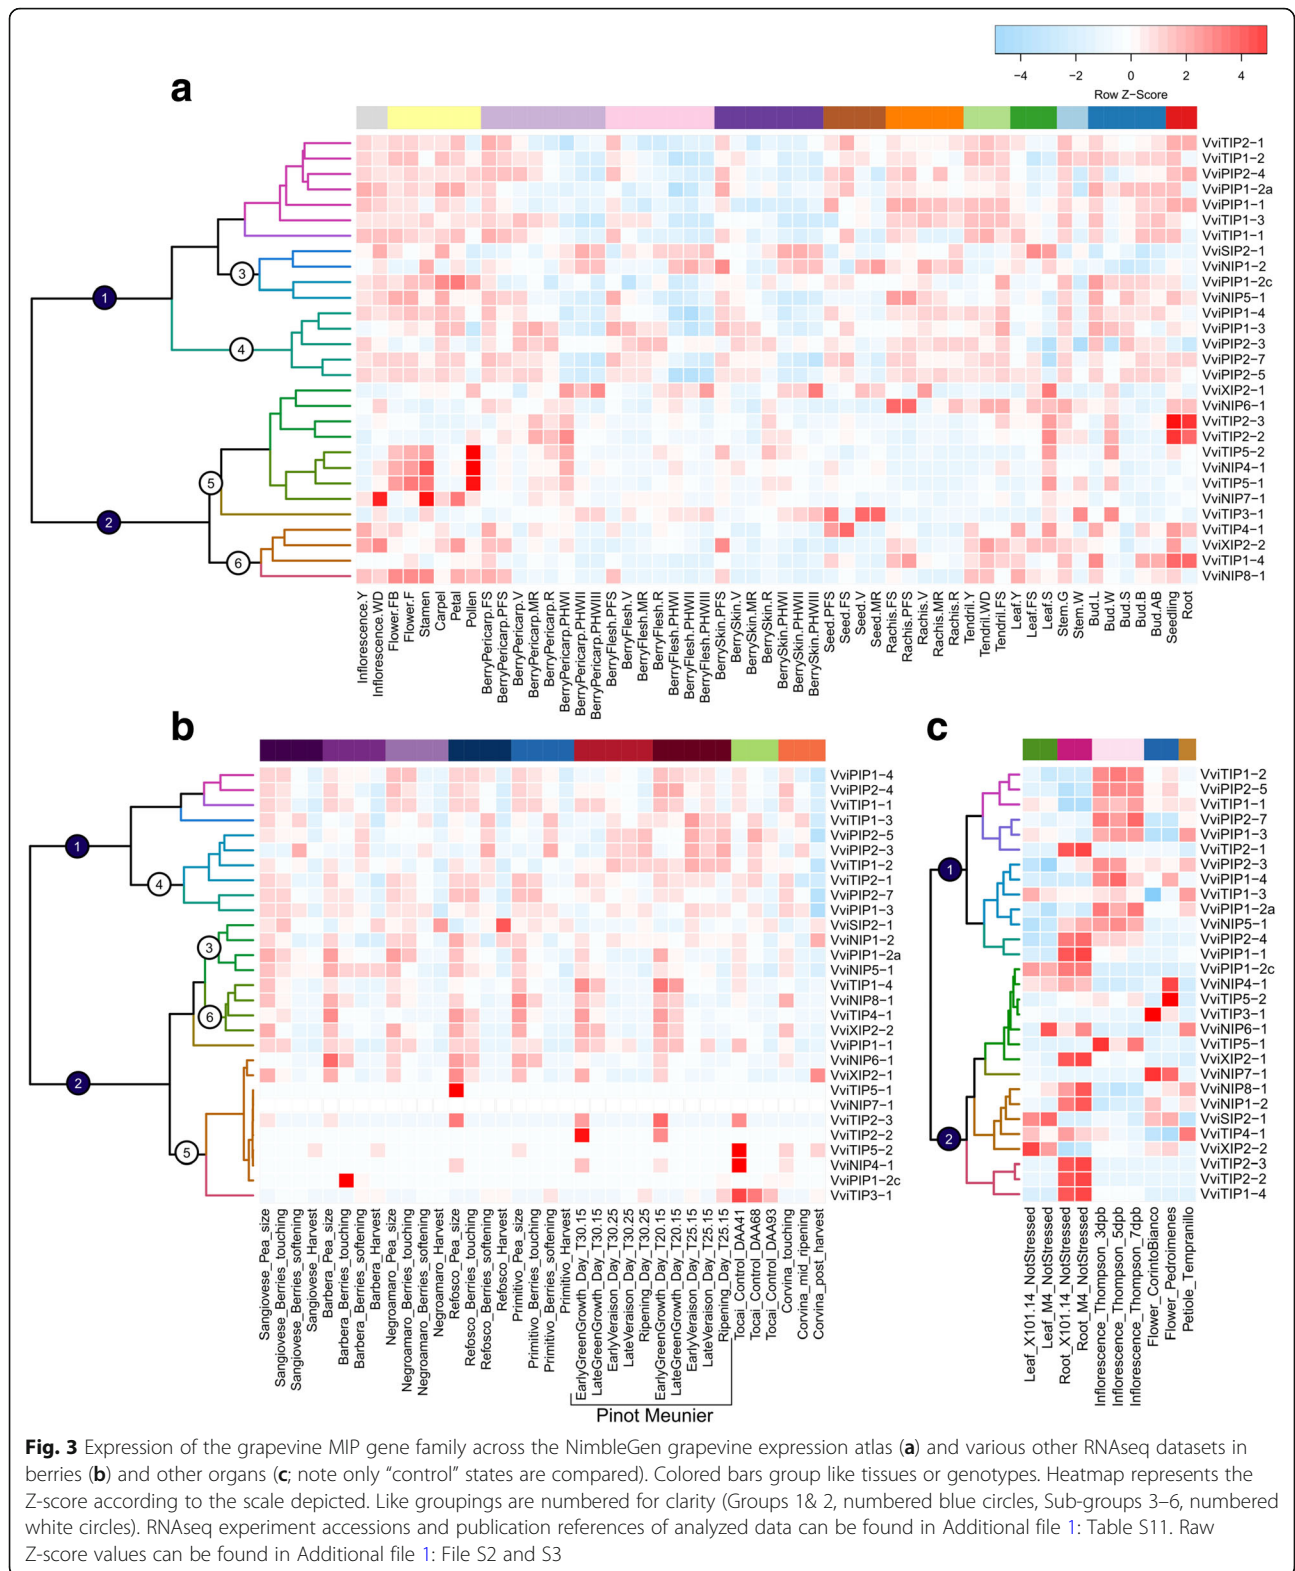 −4 −2 0 2 4
Row Z−Score
a
VviTIP2−1
VviTIP1−2
VviPIP2−4
VviPIP1−2a
VviPIP1−1
VviTIP1−3
VviTIP1−1
VviSIP2−1
VviNIP1−2
VviPIP1−2c
VviNIP5−1
VviPIP1−4
VviPIP1−3
VviPIP2−3
VviPIP2−7
VviPIP2−5
VviXIP2−1
VviNIP6−1
VviTIP2−3
VviTIP2−2
VviTIP5−2
VviNIP4−1
VviTIP5−1
VviNIP7−1
VviTIP3−1
VviTIP4−1
VviXIP2−2
VviTIP1−4
VviNIP8−1
1
2
3
4
5
6
Inflorescence.Y
Inflorescence.WD
Flower.FB
Flower.F
Stamen
Carpel
Petal
Pollen
BerryPericarp.FS
BerryPericarp.PFS
BerryPericarp.V
BerryPericarp.MR
BerryPericarp.R
BerryPericarp.PHWI
BerryPericarp.PHWII
BerryPericarp.PHWIII
BerryFlesh.PFS
BerryFlesh.V
BerryFlesh.MR
BerryFlesh.R
BerryFlesh.PHWI
BerryFlesh.PHWII
BerryFlesh.PHWIII
BerrySkin.PFS
BerrySkin.V
BerrySkin.MR
BerrySkin.R
BerrySkin.PHWI
BerrySkin.PHWII
BerrySkin.PHWIII
Seed.PFS
Seed.FS
Seed.V
Seed.MR
Rachis.FS
Rachis.PFS
Rachis.V
Rachis.MR
Rachis.R
Tendril.Y
Tendril.WD
Tendril.FS
Leaf.Y
Leaf.FS
Leaf.S
Stem.G
Stem.W
Bud.L
Bud.W
Bud.S
Bud.B
Bud.AB
Seedling
Root
b
VviPIP1−4
VviPIP2−4
VviTIP1−1
VviTIP1−3
VviPIP2−5
VviPIP2−3
VviTIP1−2
VviTIP2−1
VviPIP2−7
VviPIP1−3
VviSIP2−1
VviNIP1−2
VviPIP1−2a
VviNIP5−1
VviTIP1−4
VviNIP8−1
VviTIP4−1
VviXIP2−2
VviPIP1−1
VviNIP6−1
VviXIP2−1
VviTIP5−1
VviNIP7−1
VviTIP2−3
VviTIP2−2
VviTIP5−2
VviNIP4−1
VviPIP1−2c
VviTIP3−1
1
4
3
6
2
5
Sangiovese_Pea_size
Sangiovese_Berries_touching
Sangiovese_Berries_softening
Sangiovese_Harvest
Barbera_Pea_size
Barbera_Berries_touching
Barbera_Berries_softening
Barbera_Harvest
Negroamaro_Pea_size
Negroamaro_Berries_touching
Negroamaro_Berries_softening
Negroamaro_Harvest
Refosco_Pea_size
Refosco_Berries_touching
Refosco_Berries_softening
Refosco_Harvest
Primitivo_Pea_size
Primitivo_Berries_touching
Primitivo_Berries_softening
Primitivo_Harvest
EarlyGreenGrowth_Day_T30.15
LateGreenGrowth_Day_T30.15
EarlyVeraison_Day_T30.25
LateVeraison_Day_T30.25
Ripening_Day_T30.25
EarlyGreenGrowth_Day_T20.15
LateGreenGrowth_Day_T20.15
EarlyVeraison_Day_T25.15
LateVeraison_Day_T25.15
Ripening_Day_T25.15
Tocai_Control_DAA41
Tocai_Control_DAA68
Tocai_Control_DAA93
Corvina_touching
Corvina_mid_ripening
Corvina_post_harvest
Pinot Meunier
c
VviTIP1−2
VviPIP2−5
VviTIP1−1
VviPIP2−7
VviPIP1−3
VviTIP2−1
VviPIP2−3
VviPIP1−4
VviTIP1−3
VviPIP1−2a
VviNIP5−1
VviPIP2−4
VviPIP1−1
VviPIP1−2c
VviNIP4−1
VviTIP5−2
VviTIP3−1
VviNIP6−1
VviTIP5−1
VviXIP2−1
VviNIP7−1
VviNIP8−1
VviNIP1−2
VviSIP2−1
VviTIP4−1
VviXIP2−2
VviTIP2−3
VviTIP2−2
VviTIP1−4
1
2
Leaf_X101.14_NotStressed
Leaf_M4_NotStressed
Root_X101.14_NotStressed
Root_M4_NotStressed
Inflorescence_Thompson_3dpb
Inflorescence_Thompson_5dpb
Inflorescence_Thompson_7dpb
Flower_CorintoBianco
Flower_Pedroimenes
Petiole_Tempranillo
Fig. 3 Expression of the grapevine MIP gene family across the NimbleGen grapevine expression atlas (a) and various other RNAseq datasets in
berries (b) and other organs (c; note only “control” states are compared). Colored bars group like tissues or genotypes. Heatmap represents the
Z-score according to the scale depicted. Like groupings are numbered for clarity (Groups 1& 2, numbered blue circles, Sub-groups 3–6, numbered
white circles). RNAseq experiment accessions and publication references of analyzed data can be found in Additional file 1: Table S11. Raw
Z-score values can be found in Additional file 1: File S2 and S3